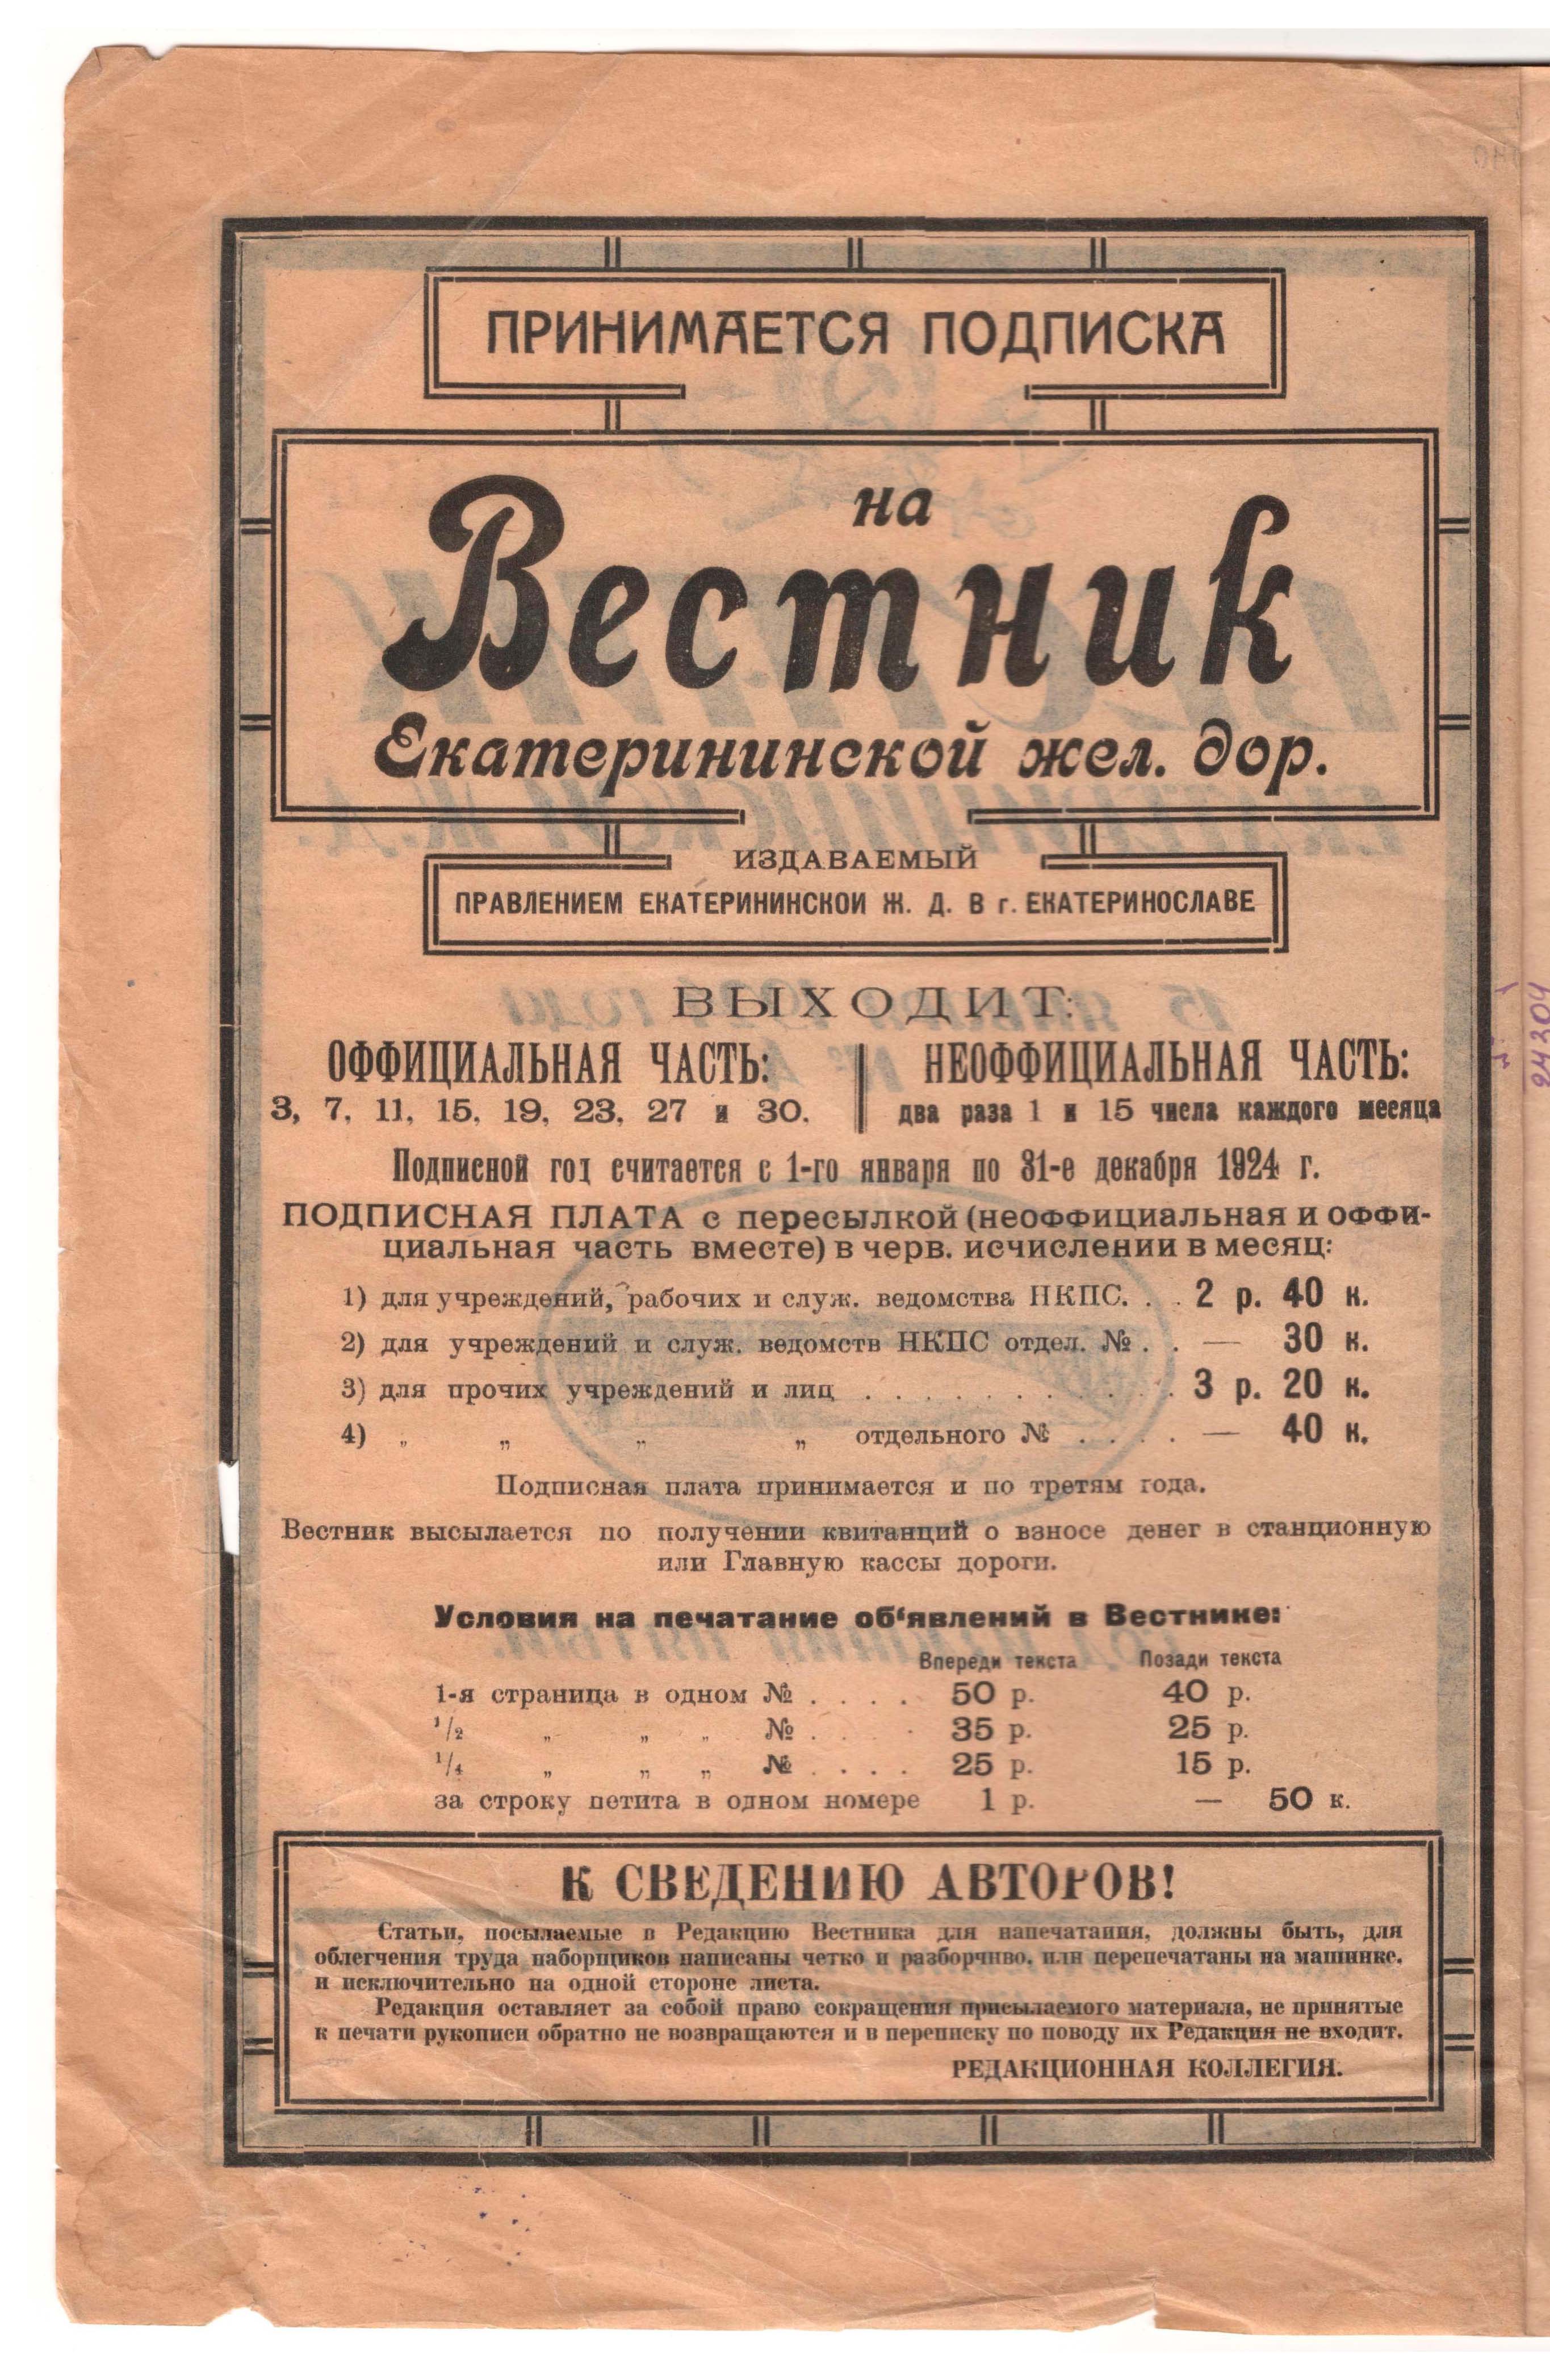 ПРИНИМАЕТСЯ ПОДПИСКА
на
Вестник
Екатерининской жел. дор.
ИЗДАВАЕМЫЙ
ПРАВЛЕНИЕМ ЕКАТЕРИНИНСКОИ Ж. Д. В г. ЕКАТЕРИНОСЛАВЕ
ВЫХОДИТ:
ОФФИЦИАЛЬНАЯ ЧАСТЬ:
3, 7, 11, 15, 19, 23, 27 и 30.
НЕОФФИЦИАЛЬНАЯ ЧАСТЬ:
два раза 1 и 15 числа каждого месяца
Подписной год считается с 1-го января по 31-е декабря 1924 г.
ПОДПИСНАЯ ПЛАТА с пересылкой (неоффициальная и оффи-
циальная часть вместе) в черв. исчислении в месяц:
1) для учреждений, рабочих и служ. ведомства НКПС. . . 2 р. 40 к.
2) для учреждений и служ. ведомств НКПС отдел. № . . — 30 к.
3) для прочих учреждений и лиц . . . . . . . . . . . 3 р. 20 к.
4) „ „ „ „ отдельного № . . . . — 40 к.
Подписная плата принимается и по третям года.
Вестник высылается по получении квитанций о взносе денег в станционную
или Главную кассы дороги.
Условия на печатание об‘явлений в Вестнике:
Впереди текста Позади текста
1-я страница в одном № . . . . 50 р. 40 р.
1/2 „ „ „ № . . . 35 р. 25 р.
1/4 „ „ „ № . . . . 25 р. 15 р.
за строку петита в одном номере 1 р. — 50 к.
К СВЕДЕНИЮ АВТОРОВ!
Статьи, посылаемые в Редакцию Вестника для напечатания, должны быть, для
облегчения труда наборщиков написаны четко и разборчиво, или перепечатаны на машинке,
и исключительно на одной стороне листа.
Редакция оставляет за собой право сокращения присылаемого материала, не принятые
к печати рукописи обратно не возвращаются и в переписку по поводу их Редакция не входит.
РЕДАКЦИОННАЯ КОЛЛЕГИЯ.
24204